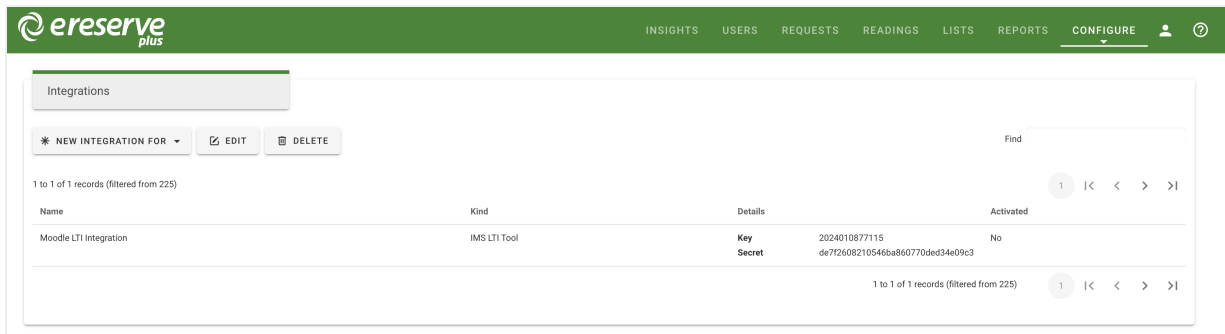 ereserve
plus
INSIGHTS USERS REQUESTS READINGS LISTS REPORTS CONFIGURE
Integrations
NEW INTEGRATION FOR EDIT DELETE
Find
1 to 1 of 1 records (filtered from 225)
1
Name Kind Details Activated
Moodle LTI Integration IMS LTI Tool Key 2024010877115 No
Secret de7f2608210546ba860770ded34e09c3
1 to 1 of 1 records (filtered from 225) 1